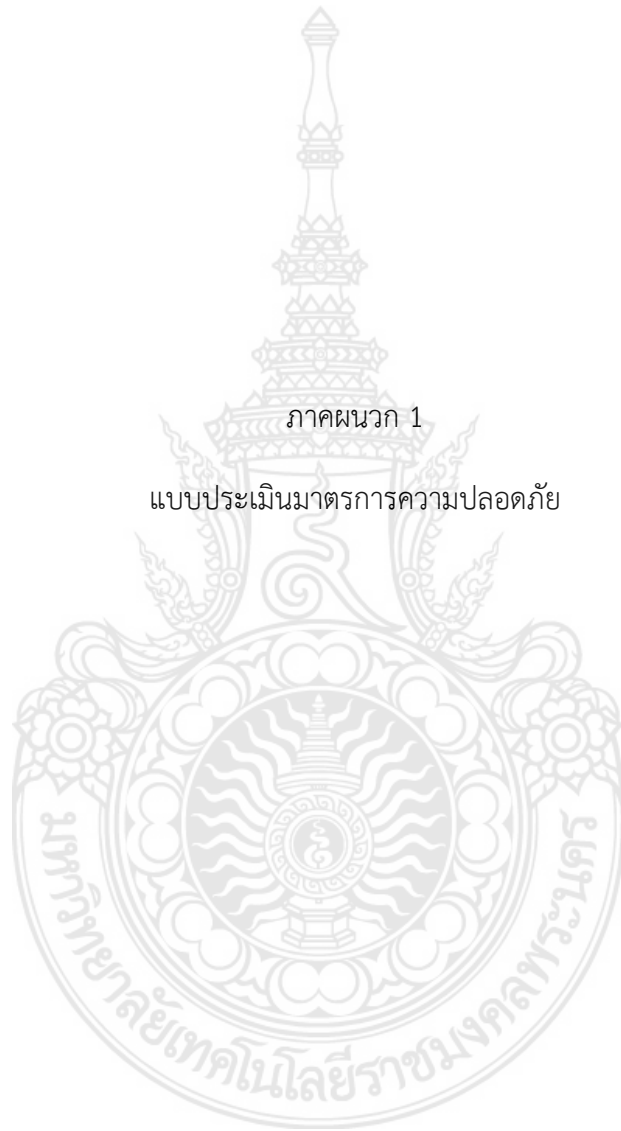 ภาคผนวก 1
แบบประเมินมาตรการความปลอดภัย
มหาวิทยาลัยเทคโนโลยีราชมงคลพระนคร